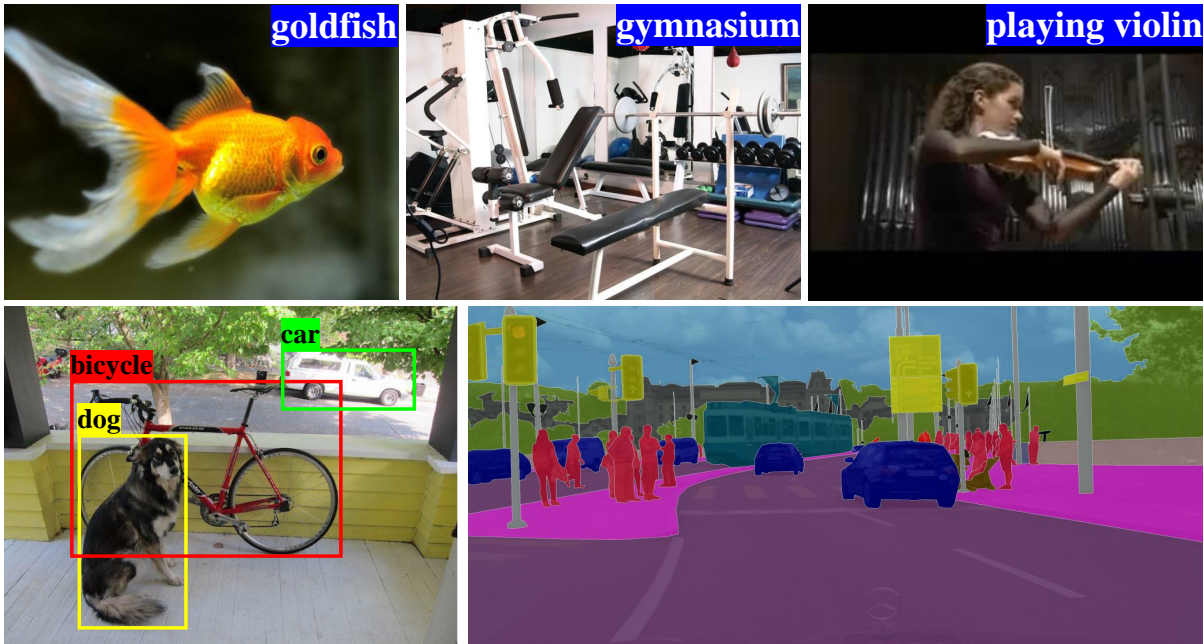 goldfish
gymnasium
playing violin
car
bicycle
dog